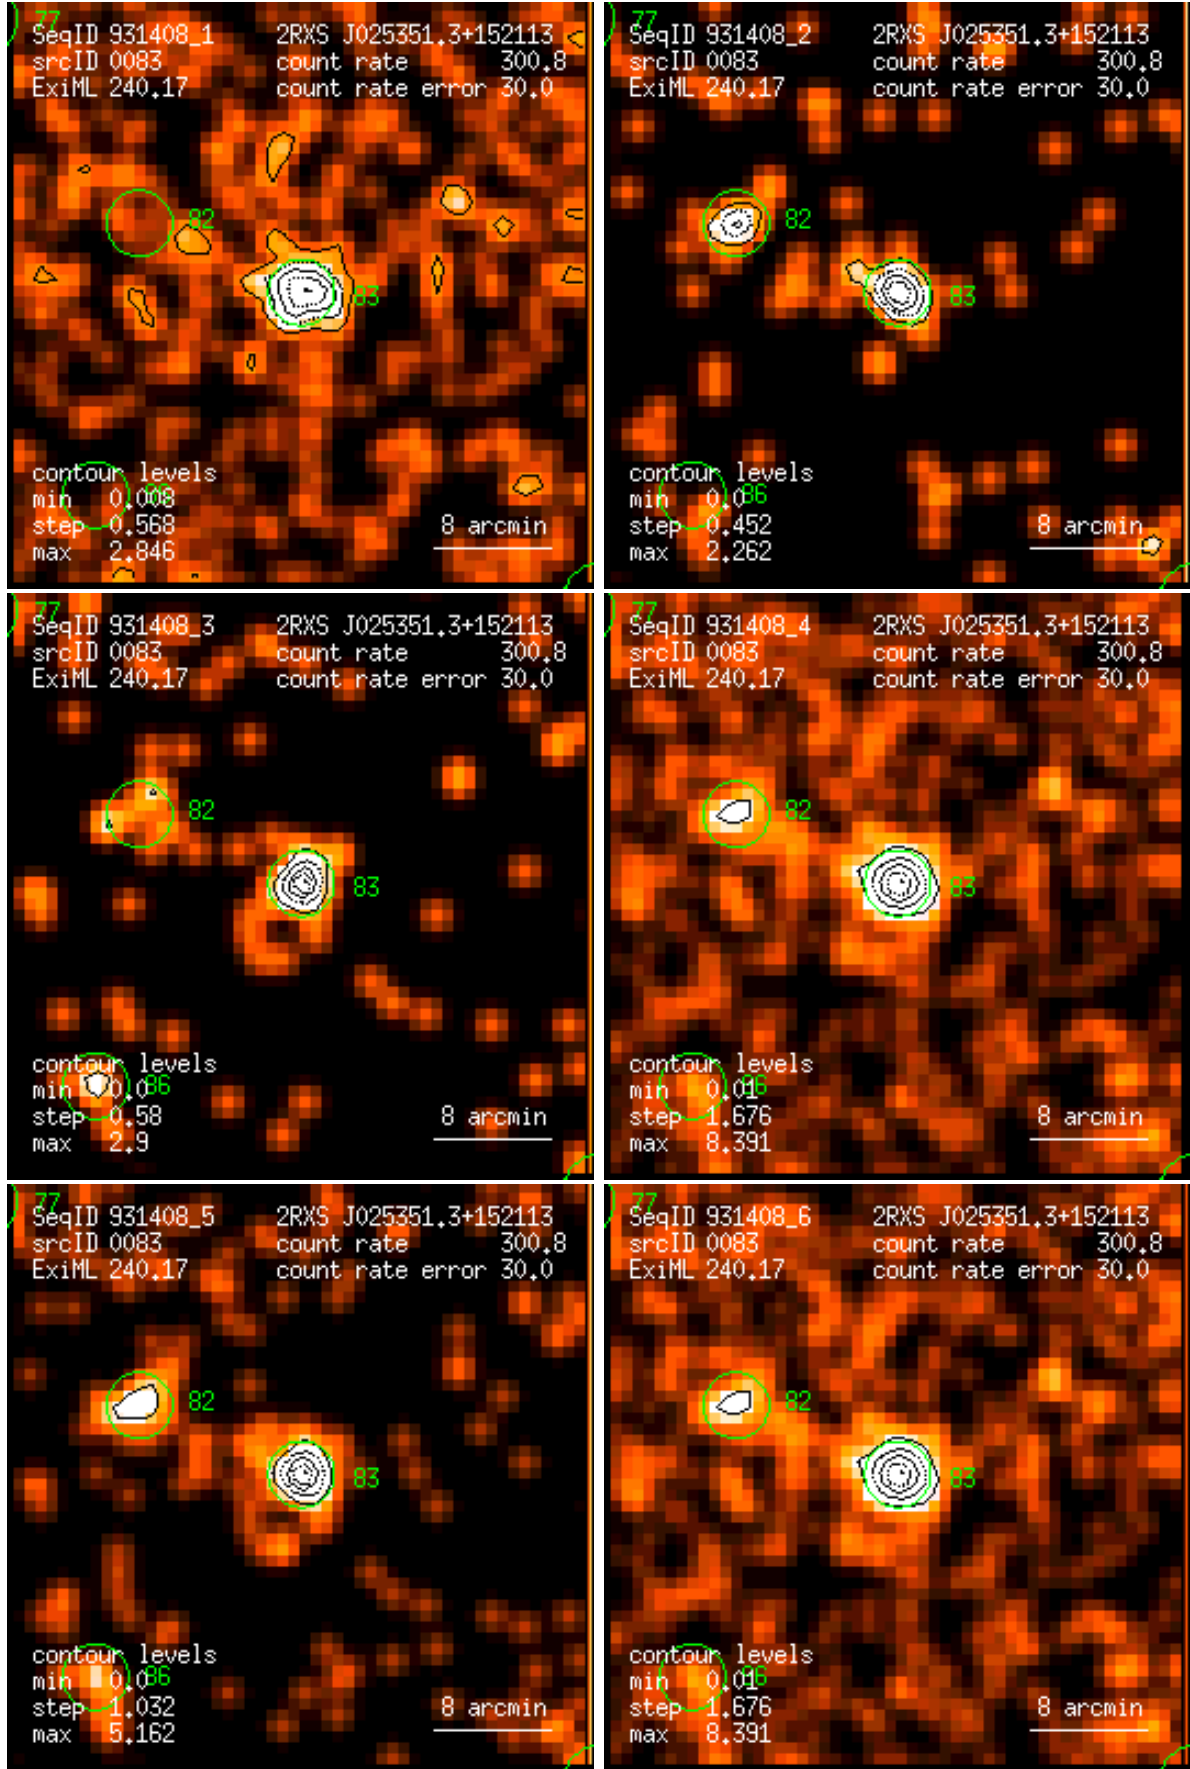 77
SeqID 931408_1 2RXS J025351.3+152113
srcID 0083 count rate 300.8
ExiML 240.17 count rate error 30.0
82
83
contour levels
min 0.008 86
step 0.568 8 arcmin
max 2.846
77
SeqID 931408_2 2RXS J025351.3+152113
srcID 0083 count rate 300.8
ExiML 240.17 count rate error 30.0
82
83
contour levels
min 0.0 86
step 0.452 8 arcmin
max 2.262
77
SeqID 931408_3 2RXS J025351.3+152113
srcID 0083 count rate 300.8
ExiML 240.17 count rate error 30.0
82
83
contour levels
min 0.0 86
step 0.58 8 arcmin
max 2.9
77
SeqID 931408_4 2RXS J025351.3+152113
srcID 0083 count rate 300.8
ExiML 240.17 count rate error 30.0
82
83
contour levels
min 0.01 86
step 1.676 8 arcmin
max 8.391
77
SeqID 931408_5 2RXS J025351.3+152113
srcID 0083 count rate 300.8
ExiML 240.17 count rate error 30.0
82
83
contour levels
min 0.0 86
step 1.032 8 arcmin
max 5.162
77
SeqID 931408_6 2RXS J025351.3+152113
srcID 0083 count rate 300.8
ExiML 240.17 count rate error 30.0
82
83
contour levels
min 0.01 86
step 1.676 8 arcmin
max 8.391